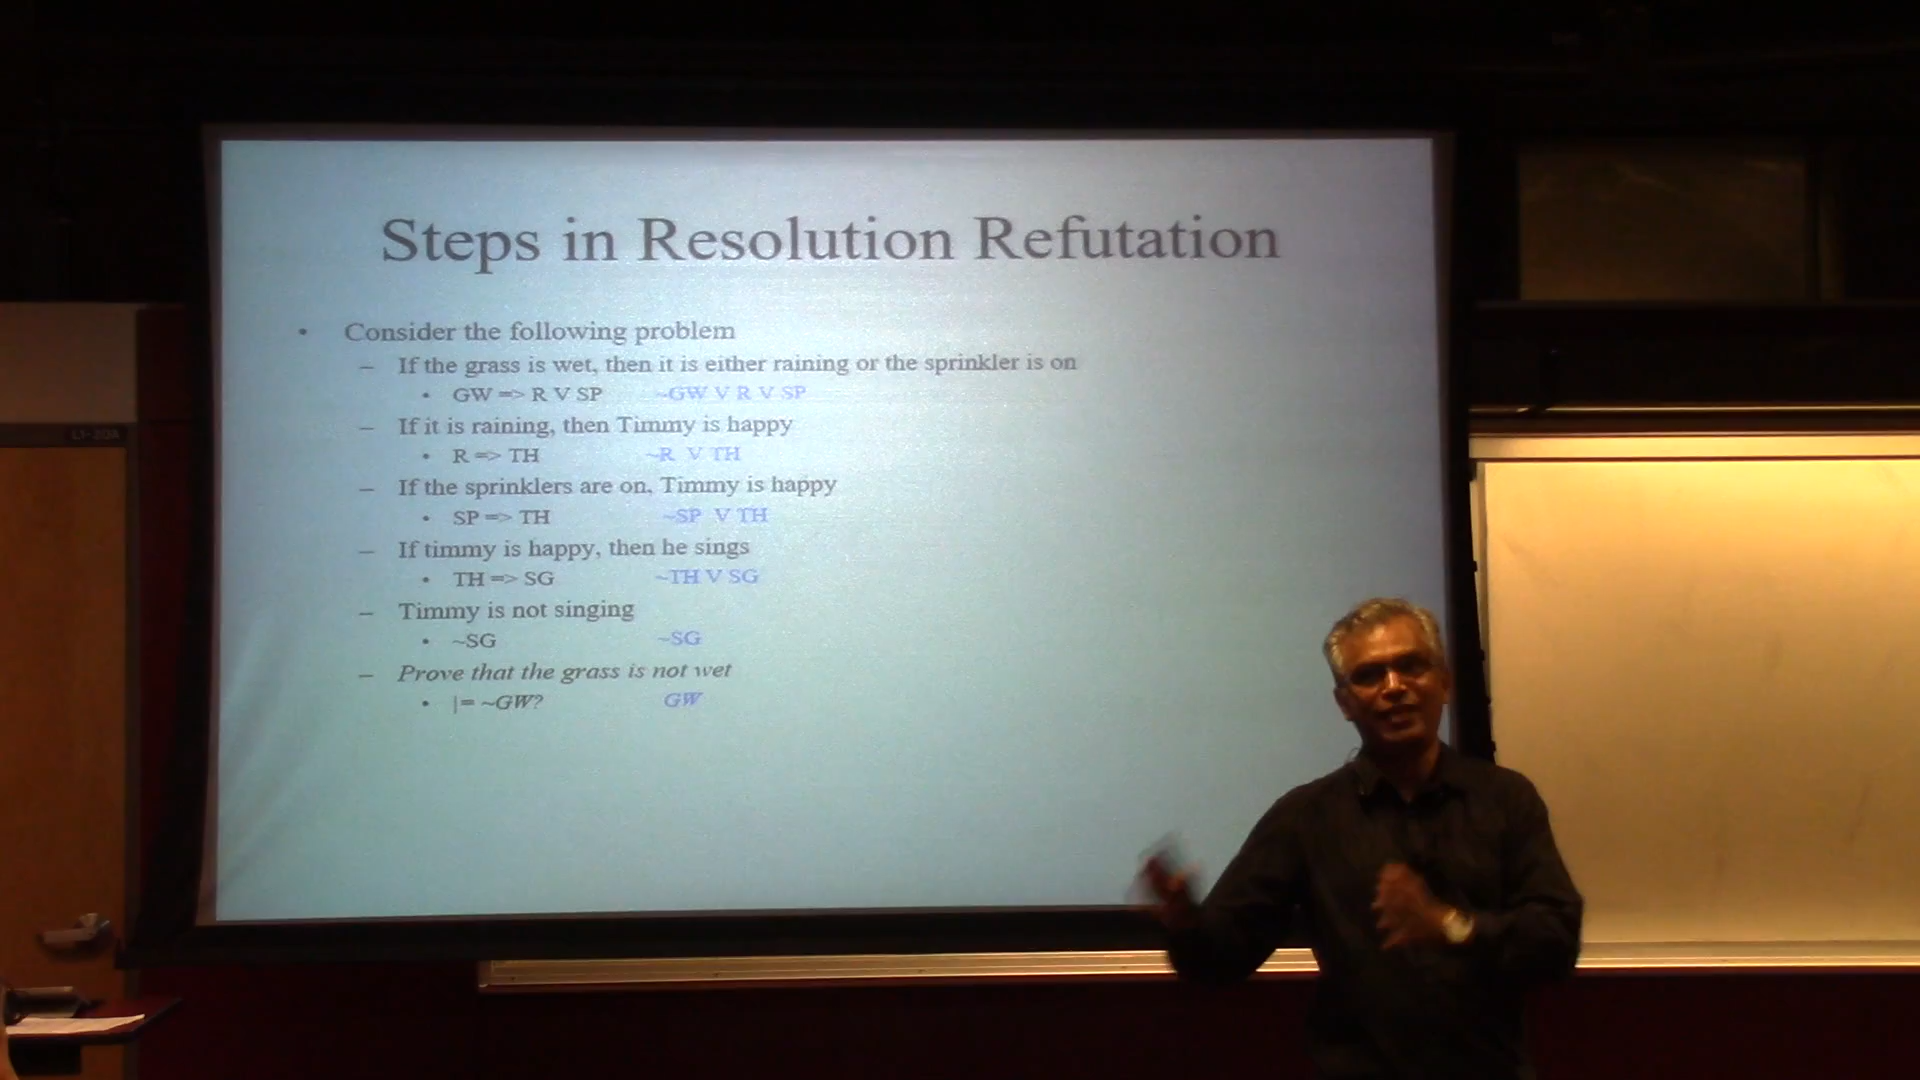 Steps in Resolution Refutation
• Consider the following problem
– If the grass is wet, then it is either raining or the sprinkler is on
• GW => R V SP ~GW V R V SP
– If it is raining, then Timmy is happy
• R => TH ~R V TH
– If the sprinklers are on, Timmy is happy
• SP => TH ~SP V TH
– If timmy is happy, then he sings
• TH => SG ~TH V SG
– Timmy is not singing
• ~SG ~SG
– Prove that the grass is not wet
• |= ~GW? GW